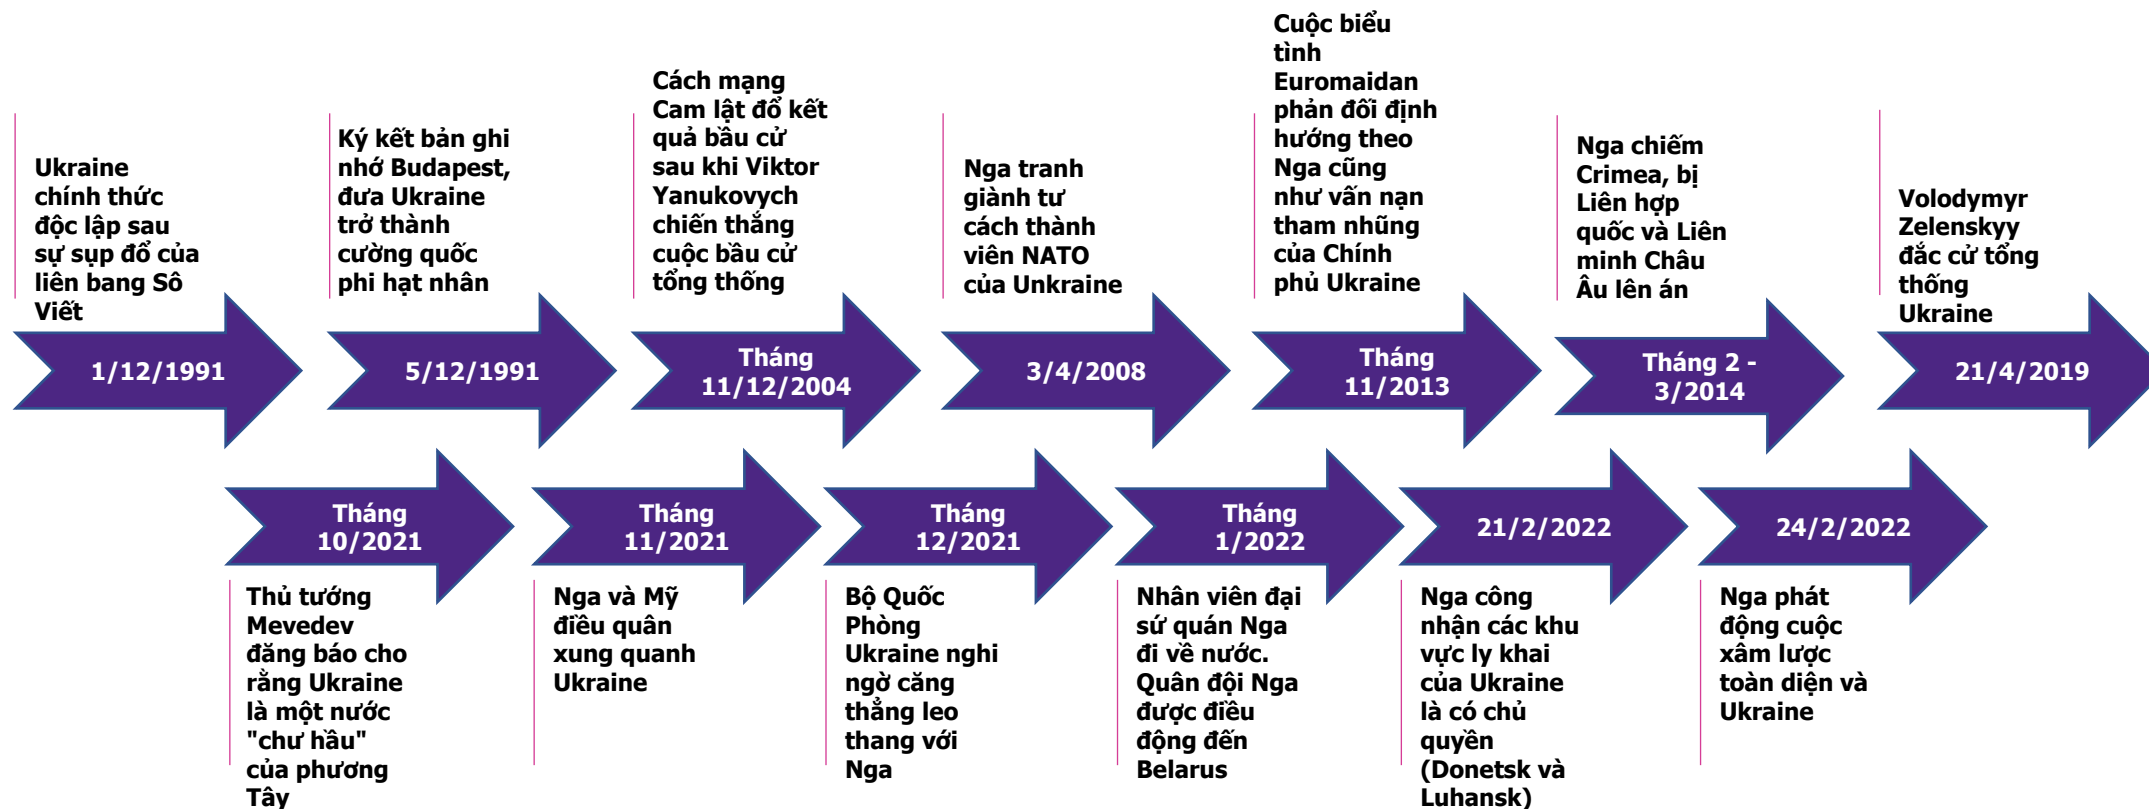 Ukraine
chính thức
độc lập sau
sự sụp đổ của
liên bang Sô
Viết
1/12/1991
Ký kết bản ghi
nhớ Budapest,
đưa Ukraine
trở thành
cường quốc
phi hạt nhân
5/12/1991
Cách mạng
Cam lật đổ kết
quả bầu cử
sau khi Viktor
Yanukovych
chiến thắng
cuộc bầu cử
tổng thống
Tháng
11/12/2004
Nga tranh
giành tư
cách thành
viên NATO
của Unkraine
3/4/2008
Cuộc biểu
tình
Euromaidan
phản đối định
hướng theo
Nga cũng
như vấn nạn
tham nhũng
của Chính
phủ Ukraine
Tháng
11/2013
Nga chiếm
Crimea, bị
Liên hợp
quốc và Liên
minh Châu
Âu lên án
Tháng 2 -
3/2014
Volodymyr
Zelenskyy
đắc cử tổng
thống
Ukraine
21/4/2019
Tháng
10/2021
Thủ tướng
Mevedev
đăng báo cho
rằng Ukraine
là một nước
"chư hầu"
của phương
Tây
Tháng
11/2021
Nga và Mỹ
điều quân
xung quanh
Ukraine
Tháng
12/2021
Bộ Quốc
Phòng
Ukraine nghi
ngờ căng
thẳng leo
thang với
Nga
Tháng
1/2022
Nhân viên đại
sứ quán Nga
đi về nước.
Quân đội Nga
được điều
động đến
Belarus
21/2/2022
Nga công
nhận các khu
vực ly khai
của Ukraine
là có chủ
quyền
(Donetsk và
Luhansk)
24/2/2022
Nga phát
động cuộc
xâm lược
toàn diện và
Ukraine